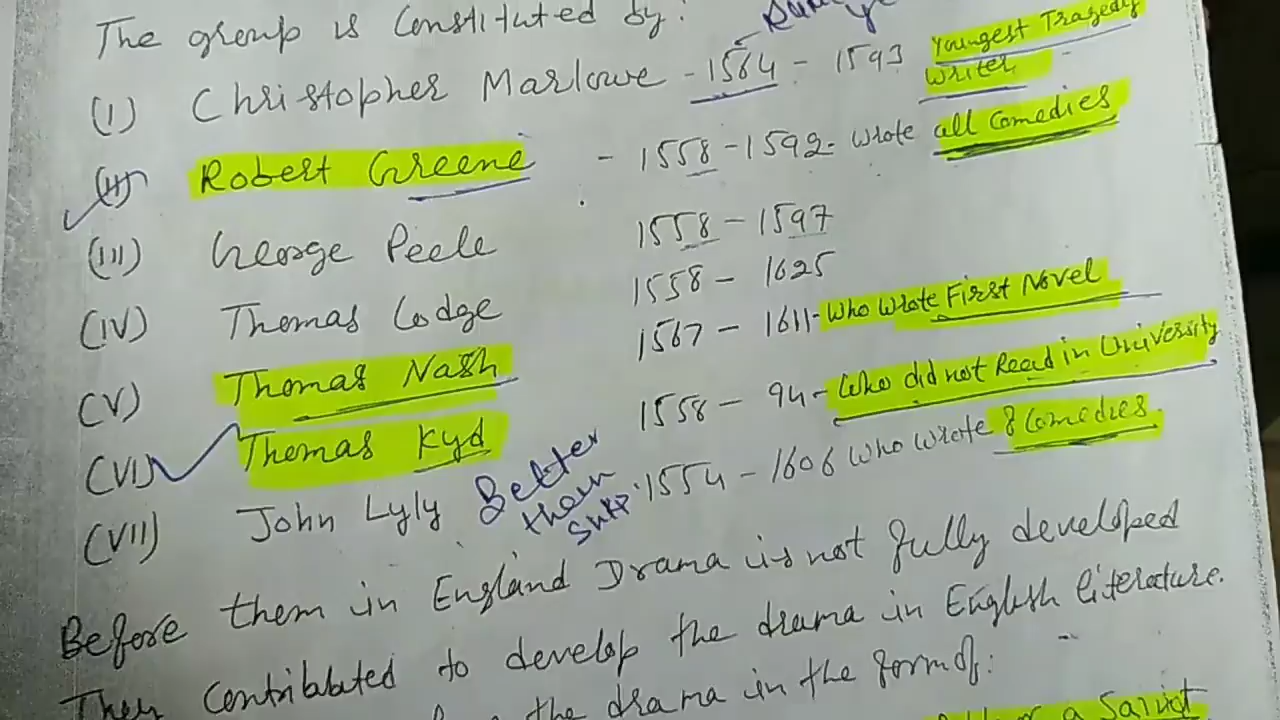 The group is Constituted by:
(I) Christopher Marlowe - 1564 - 1593 Youngest Tragedy
Writer
(II) Robert Greene - 1558 - 1592- Wrote all Comedies
(III) George Peele 1558 - 1597
(IV) Thomas Lodge 1558 - 1625
(V) Thomas Nash 1567 - 1611- Who Wrote First Novel
(VI) Thomas Kyd 1558 - 94 - Who did not Read in University
(VII) John Lyly 1554 - 1606 Who Wrote 8 Comedies.
Better
than
Before them in England Drama is not fully developed
They Contributed to develop the drama in English literature.
the drama in the form of: